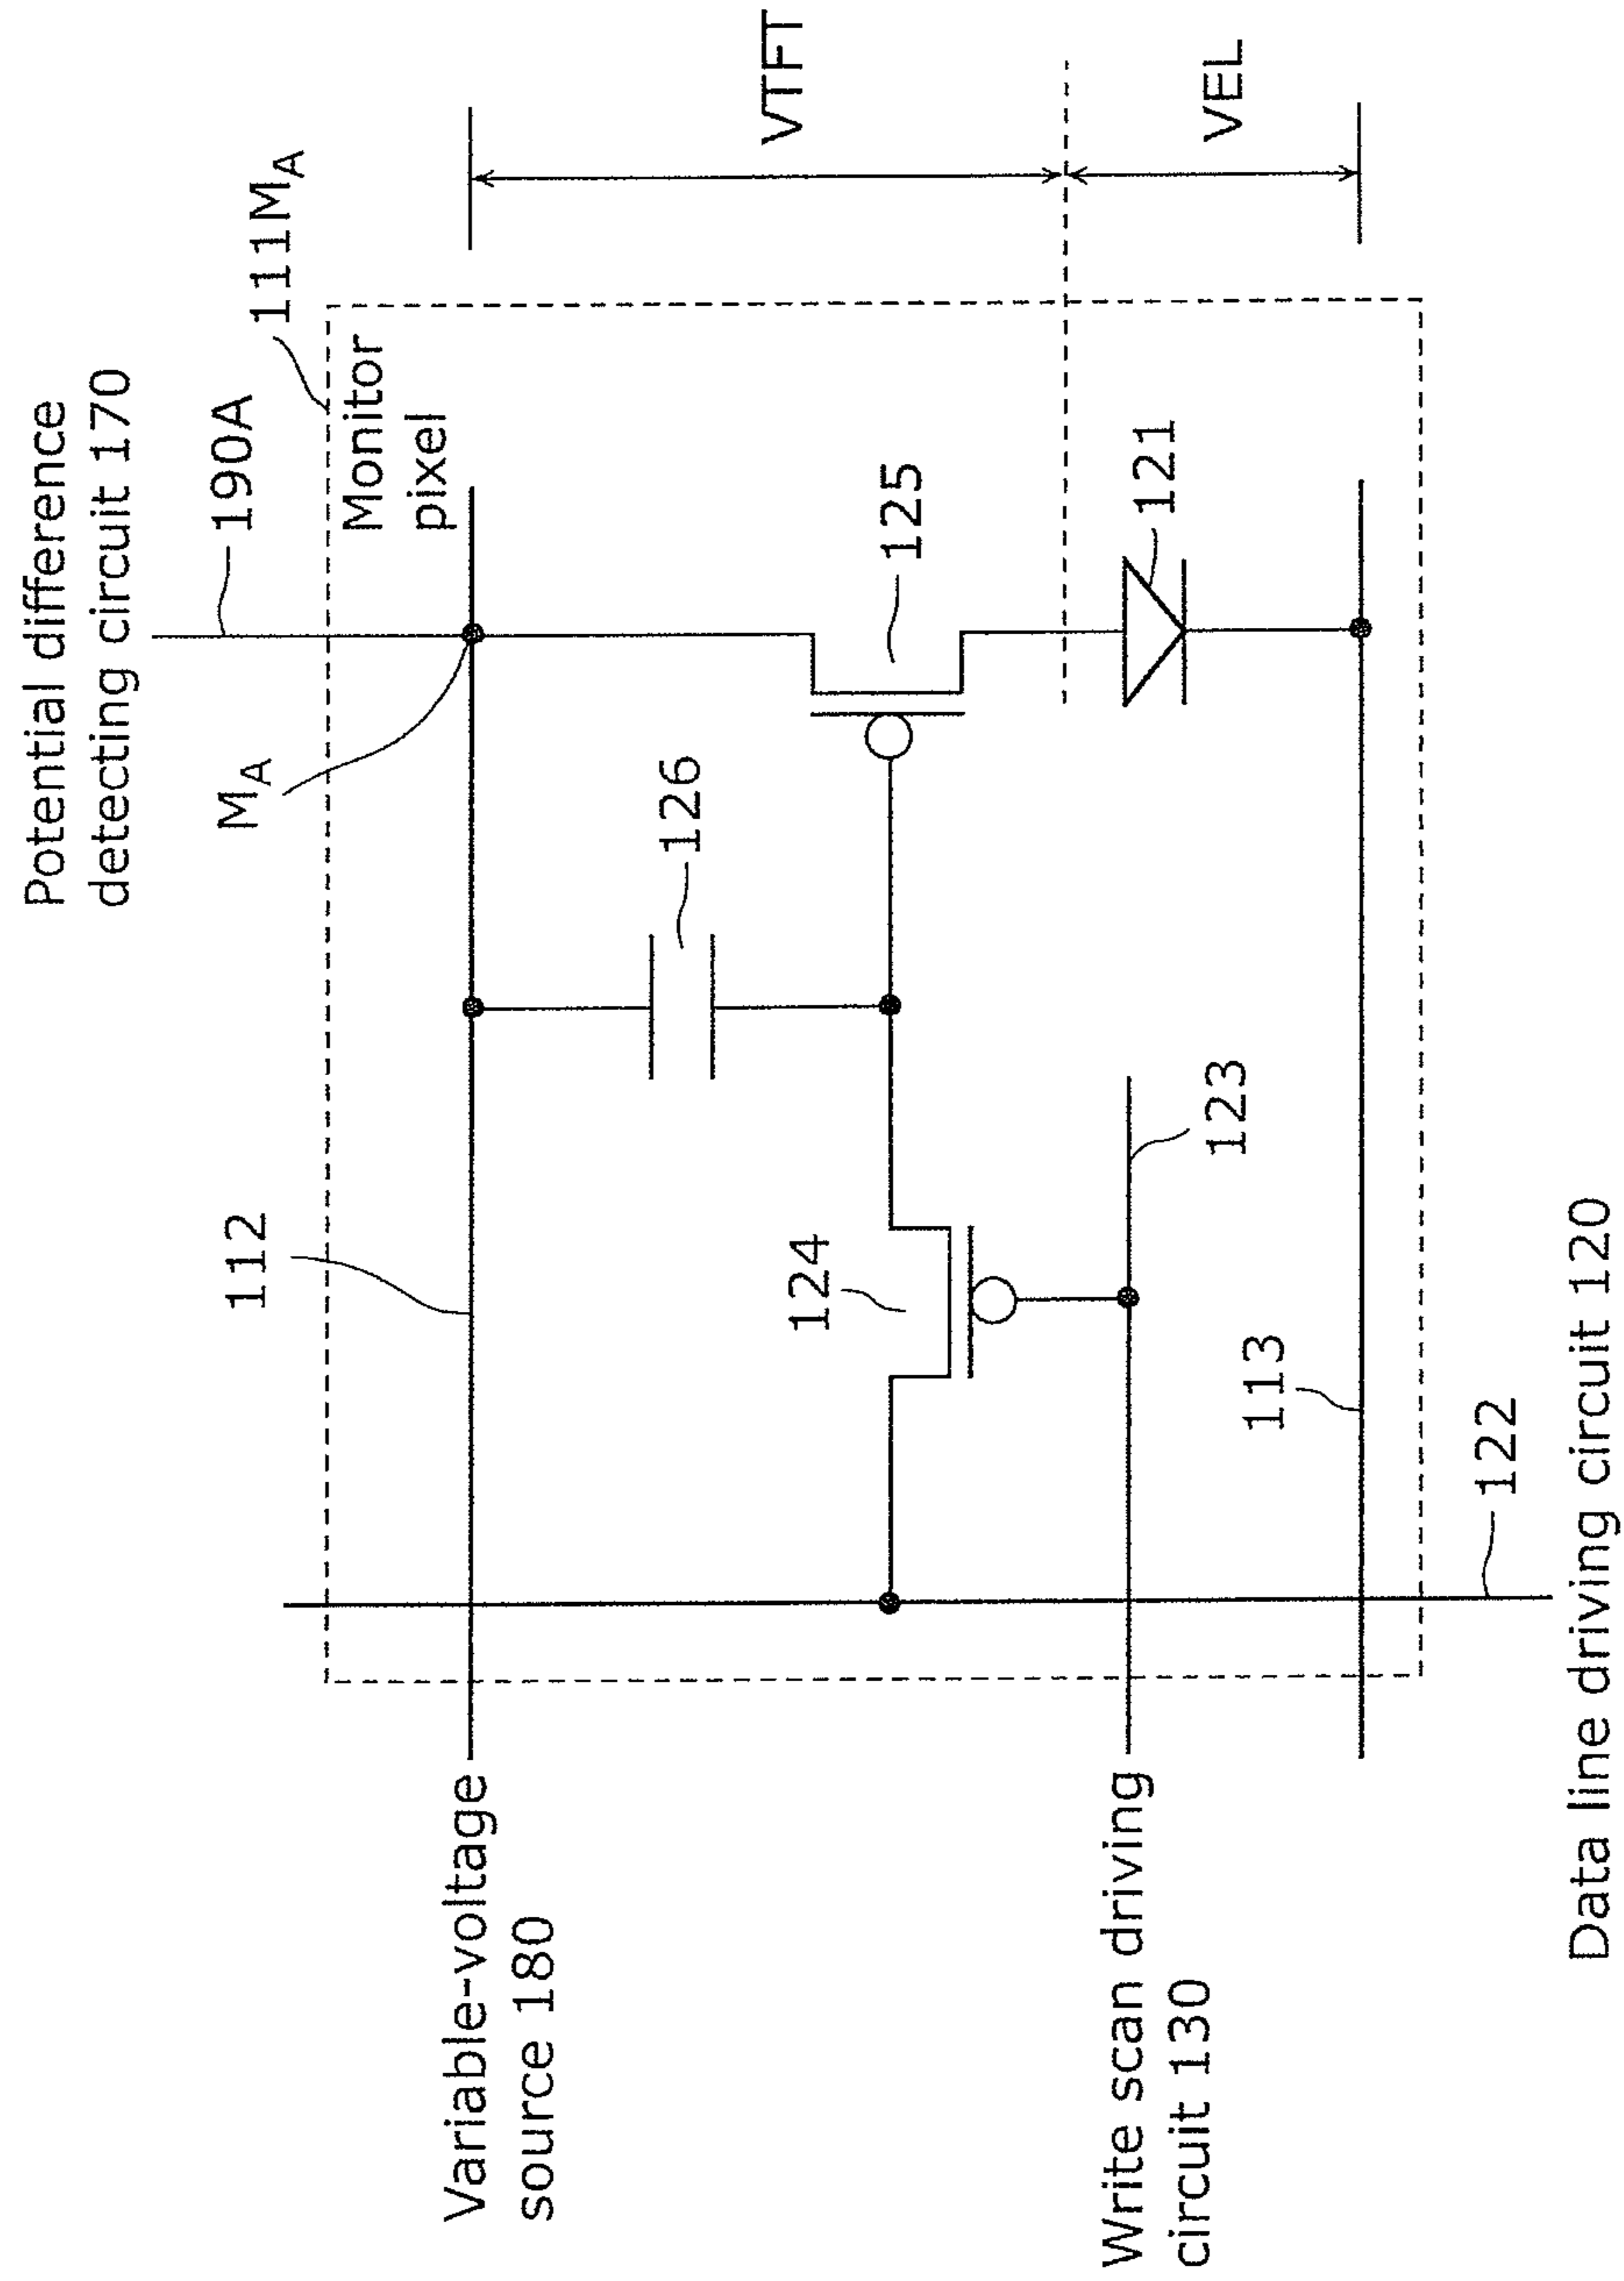 Potential difference
detecting circuit 170
190A
111MA
MA
Monitor
pixel
112
126
125
VTFT
124
121
VEL
123
113
122
Variable-voltage
source 180
Write scan driving
circuit 130
Data line driving circuit 120